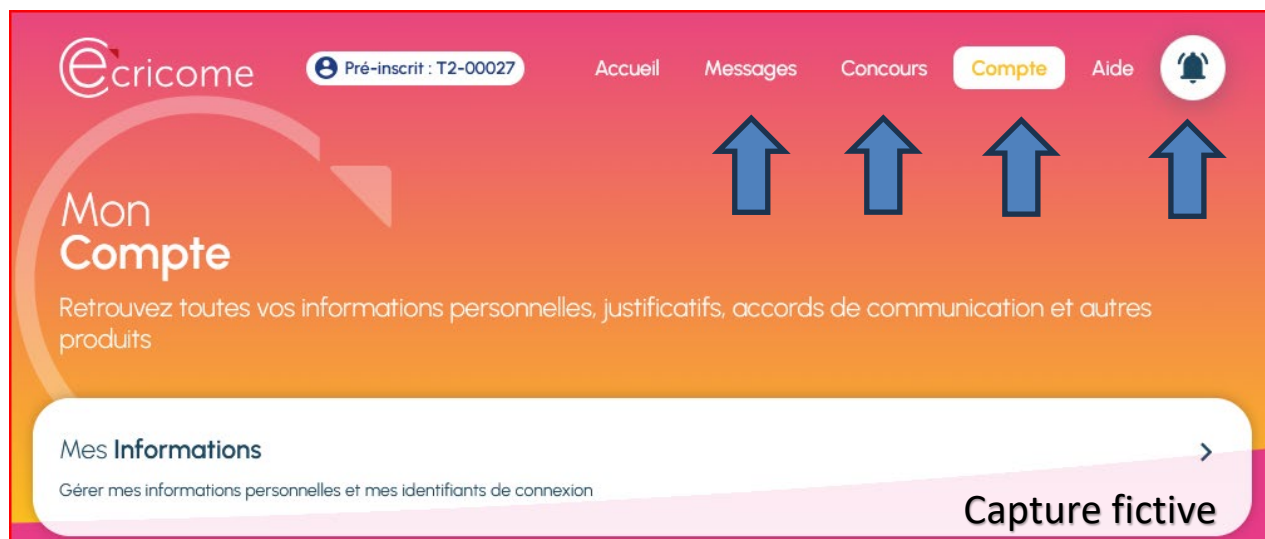 Ecricome
Pré-inscrit : T2-00027
Accueil
Messages
Concours
Compte
Aide
Mon
Compte
Retrouvez toutes vos informations personnelles, justificatifs, accords de communication et autres
produits
Mes Informations
Gérer mes informations personnelles et mes identifiants de connexion
Capture fictive